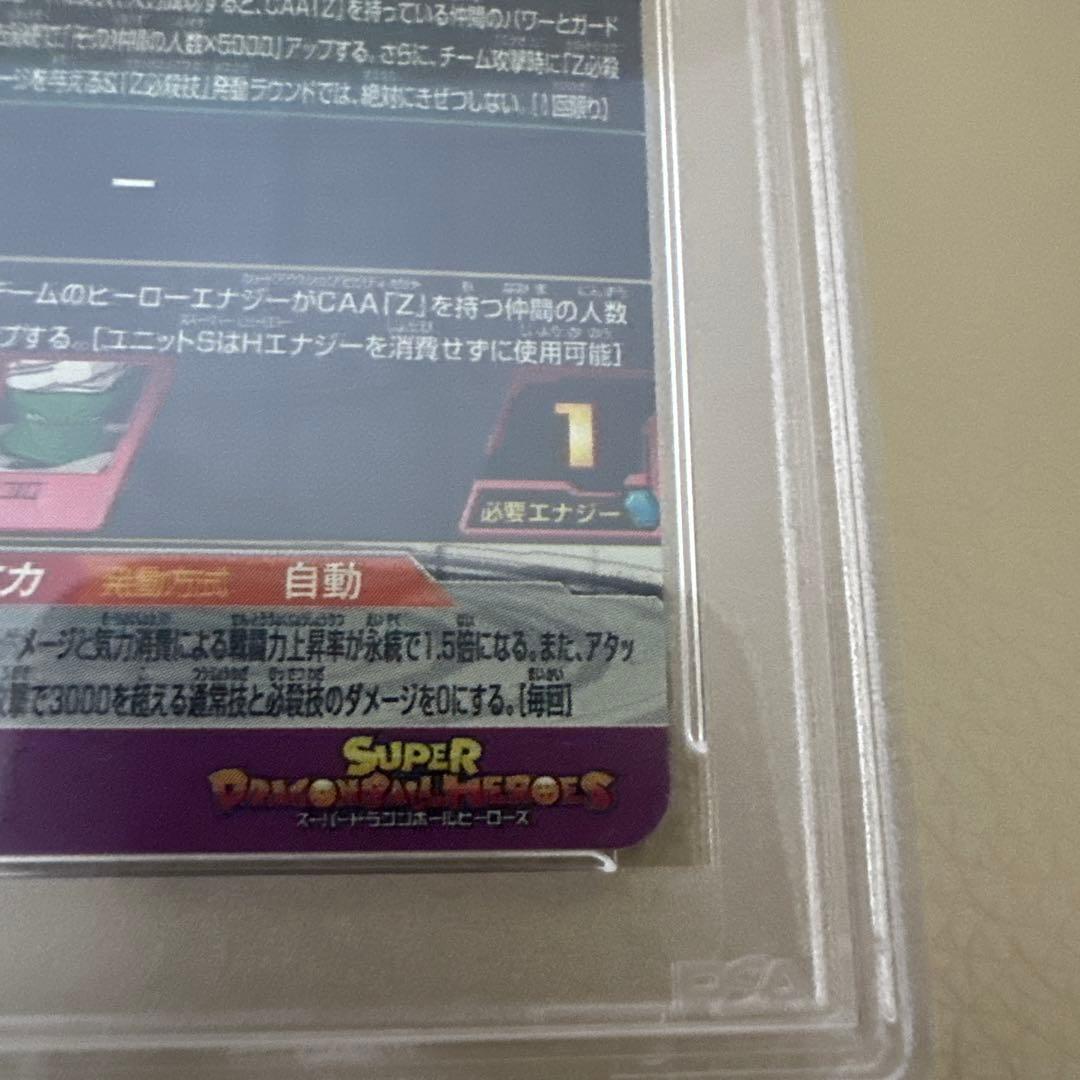 すると、CAA「Z」を持っている仲間のパワーとガード
「その仲間の人数×5000」アップする。さらに、チーム攻撃時に「Z必殺
ージを与える&「Z必殺技」発動ラウンドでは、絶対にきぜつしない。[1回限り]
ー
チームのヒーローエナジーがCAA「Z」を持つ仲間の人数
プする。[ユニットSはHエナジーを消費せずに使用可能]
1
必要エナジー
カ 発動方式 自動
ダメージと気力消費による戦闘力上昇率が永続で1.5倍になる。また、アタッ
撃で3000を超える通常技と必殺技のダメージを0にする。[毎回]
SUPER
DRAGONBALL HEROES
スーパードラゴンボールヒーローズ
PSA